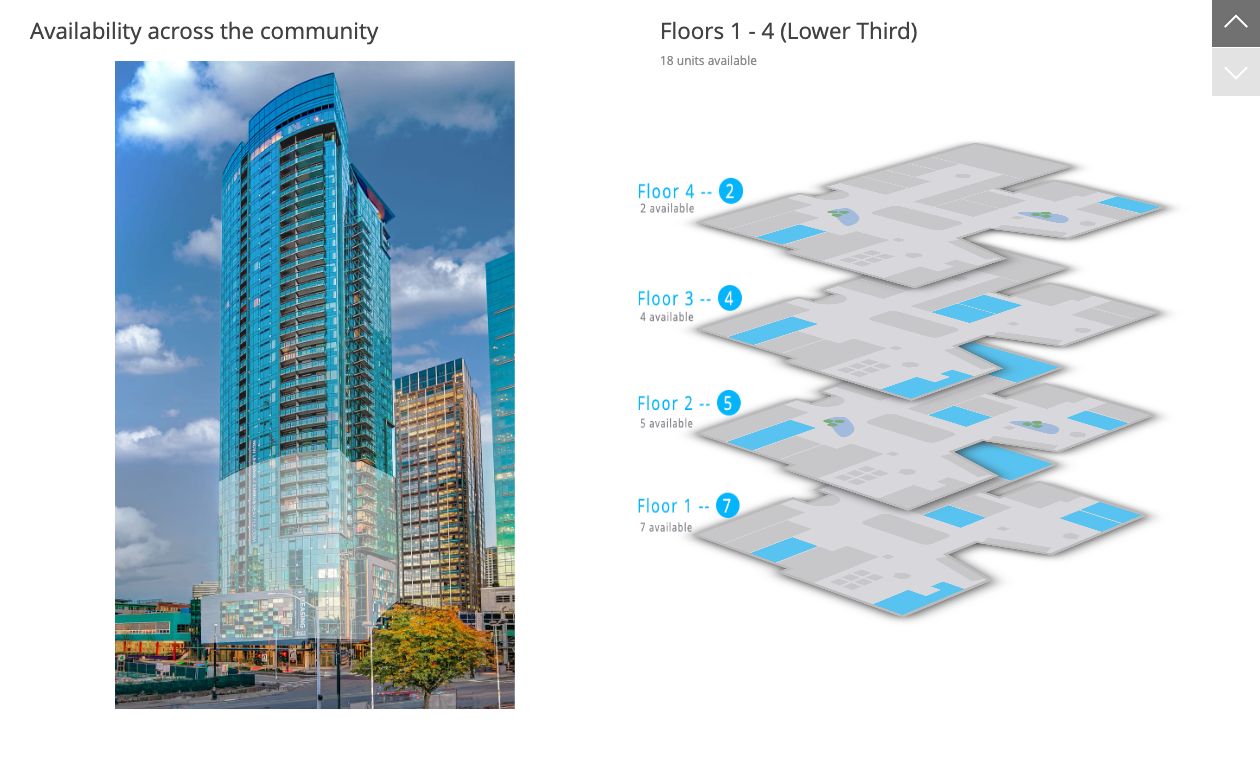 Availability across the community
Floors 1 - 4 (Lower Third)
18 units available
Floor 4 -- 2
2 available
Floor 3 -- 4
4 available
Floor 2 -- 5
5 available
Floor 1 -- 7
7 available
LEASING